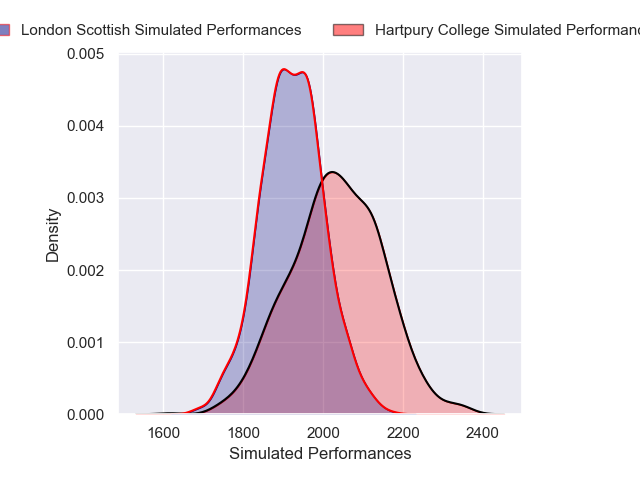 London Scottish Simulated Performances Hartpury College Simulated
0.005
0.004
0.003
0.002
0.001
0.000
Density
1600 1800 2000 2200 2400
Simulated Performances